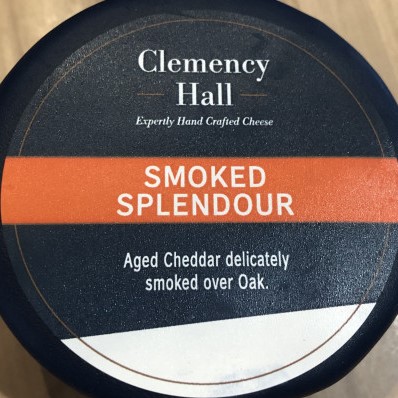 Clemency
Hall
Expertly Hand Crafted Cheese
SMOKED
SPLENDOUR
Aged Cheddar delicately
smoked over Oak.